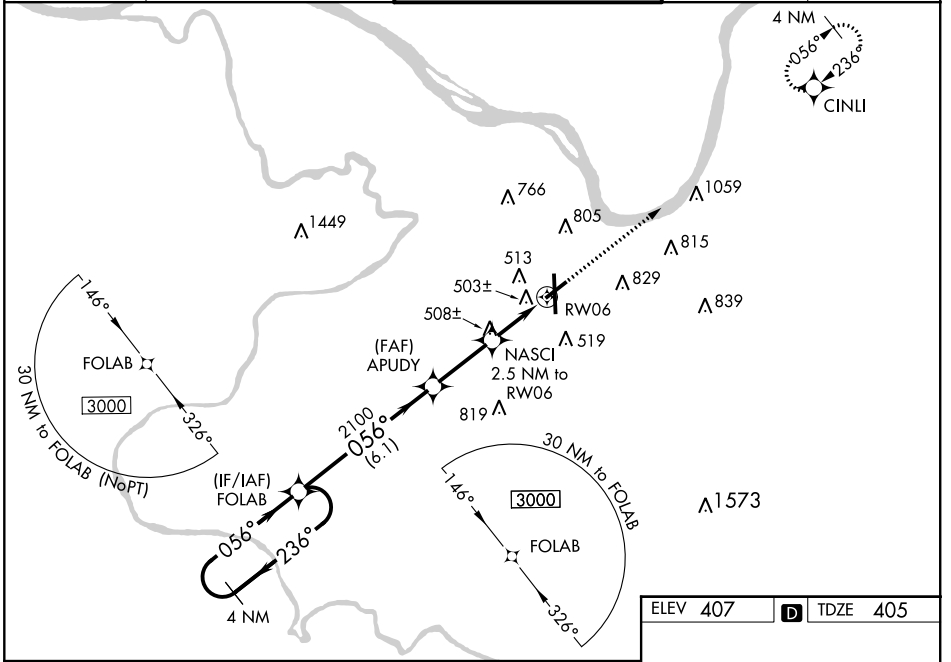 4 NM
056°
236°
CINLI
766
1059
1449
805
815
513
829
503±
RW06
839
146°
508±
519
(FAF)
APUDY
NASCI
2.5 NM to
RW06
FOLAB
3000
326°
30 NM to FOLAB (NoPT)
819
2100
056°
(6.1)
(IF/IAF)
FOLAB
30 NM to FOLAB
146°
3000
1573
FOLAB
056°
236°
326°
4 NM
ELEV 407 D TDZE 405